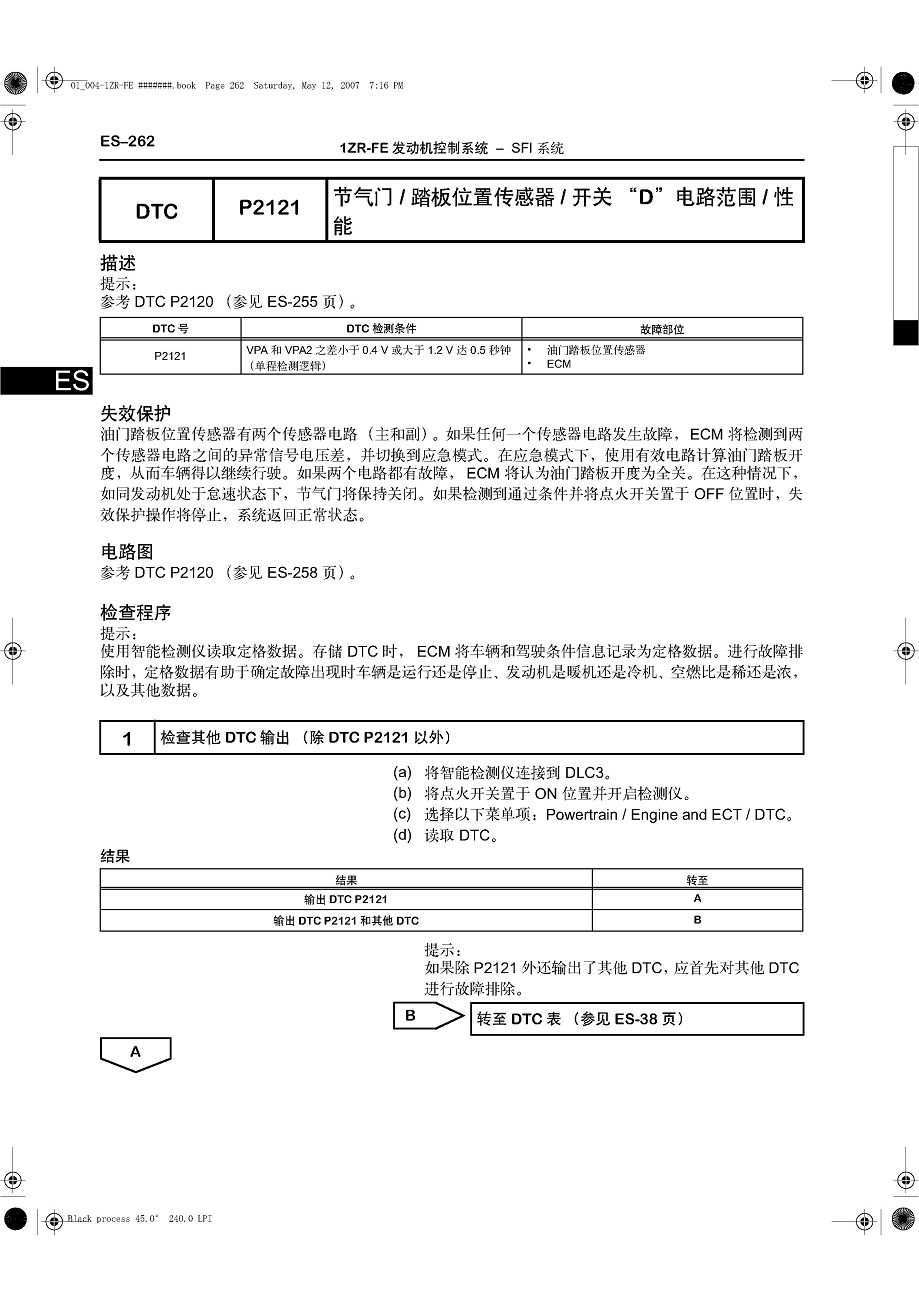 01_004-1ZR-FE #######.book  Page 262  Saturday, May 12, 2007  7:16 PM
ES–262
1ZR-FE 发动机控制系统 – SFI 系统
DTC
P2121
节气门 / 踏板位置传感器 / 开关 “D” 电路范围 / 性
能
描述
提示：
参考 DTC P2120 （参见 ES-255 页）。
DTC 号
DTC 检测条件
故障部位
P2121
VPA 和 VPA2 之差小于 0.4 V 或大于 1.2 V 达 0.5 秒钟
（单程检测逻辑）
• 油门踏板位置传感器
• ECM
ES
失效保护
油门踏板位置传感器有两个传感器电路（主和副）。如果任何一个传感器电路发生故障， ECM 将检测到两
个传感器电路之间的异常信号电压差，并切换到应急模式。在应急模式下，使用有效电路计算油门踏板开
度，从而车辆得以继续行驶。如果两个电路都有故障， ECM 将认为油门踏板开度为全关。在这种情况下，
如同发动机处于怠速状态下，节气门将保持关闭。如果检测到通过条件并将点火开关置于 OFF 位置时，失
效保护操作将停止，系统返回正常状态。
电路图
参考 DTC P2120 （参见 ES-258 页）。
检查程序
提示：
使用智能检测仪读取定格数据。存储 DTC 时， ECM 将车辆和驾驶条件信息记录为定格数据。进行故障排
除时，定格数据有助于确定故障出现时车辆是运行还是停止、发动机是暖机还是冷机、空燃比是稀还是浓，
以及其他数据。
1
检查其他 DTC 输出 （除 DTC P2121 以外）
(a) 将智能检测仪连接到 DLC3。
(b) 将点火开关置于 ON 位置并开启检测仪。
(c) 选择以下菜单项：Powertrain / Engine and ECT / DTC。
(d) 读取 DTC。
结果
结果
转至
输出 DTC P2121
A
输出 DTC P2121 和其他 DTC
B
提示：
如果除 P2121 外还输出了其他 DTC，应首先对其他 DTC
进行故障排除。
B
转至 DTC 表 （参见 ES-38 页）
A
Black process 45.0° 240.0 LPI